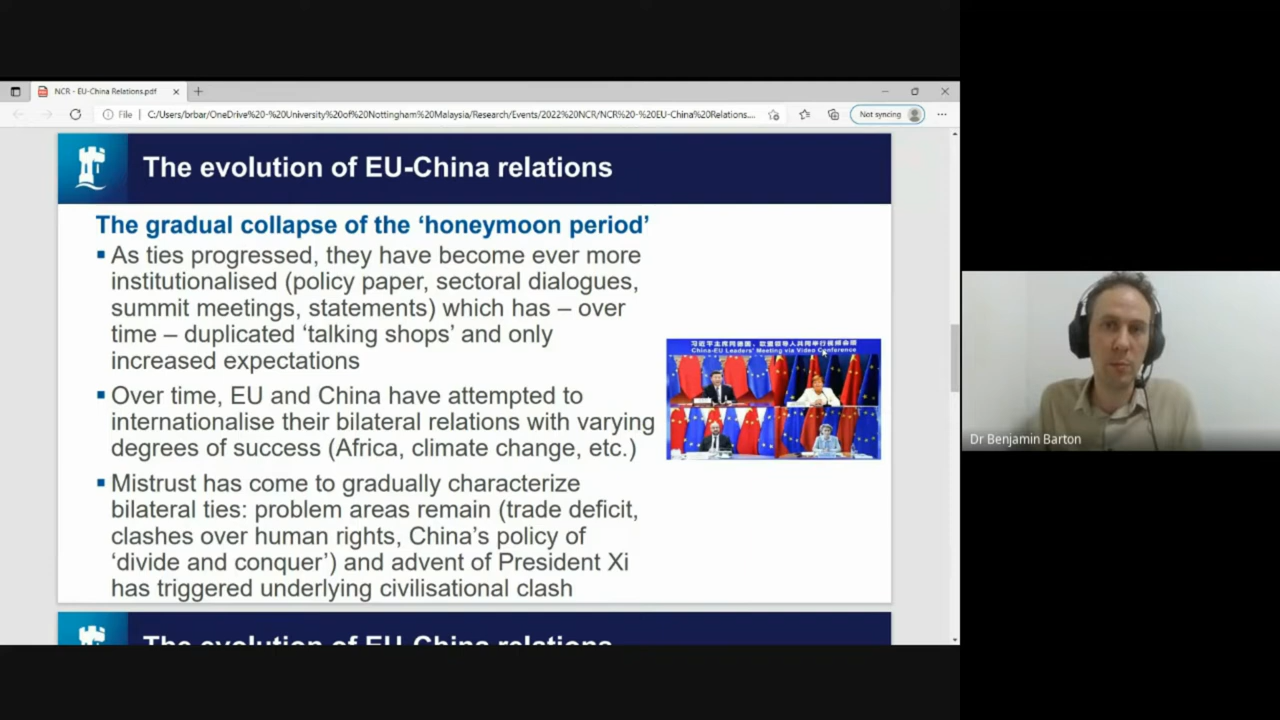 NCR - EU-China Relations.pdf
File
C:/Users/brbar/OneDrive%20-%20University%20of%20Nottingham%20Malaysia/Research/Events/2022%20NCR/NCR%20-%20EU-China%20Relations....
Not syncing
The evolution of EU-China relations
The gradual collapse of the ‘honeymoon period’
▪ As ties progressed, they have become ever more
institutionalised (policy paper, sectoral dialogues,
summit meetings, statements) which has – over
time – duplicated ‘talking shops’ and only
increased expectations
▪ Over time, EU and China have attempted to
internationalise their bilateral relations with varying
degrees of success (Africa, climate change, etc.)
▪ Mistrust has come to gradually characterize
bilateral ties: problem areas remain (trade deficit,
clashes over human rights, China’s policy of
‘divide and conquer’) and advent of President Xi
has triggered underlying civilisational clash
China-EU Leaders' Meeting via Video Conference
Dr Benjamin Barton
The evolution of EU-China relations